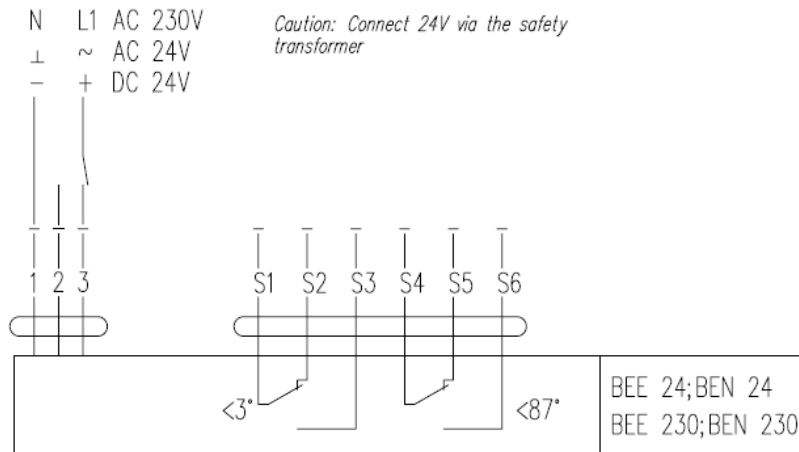 N L1 AC 230V
⊥ ~ AC 24V
− + DC 24V
Caution: Connect 24V via the safety
transformer
1 2 3 S1 S2 S3 S4 S5 S6
<3° <87°
BEE 24;BEN 24
BEE 230;BEN 230